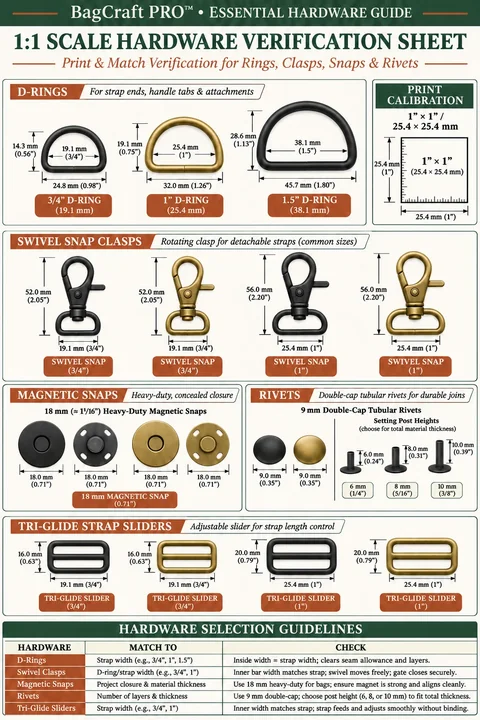 BagCraft PRO™ • ESSENTIAL HARDWARE GUIDE
1:1 SCALE HARDWARE VERIFICATION SHEET
Print & Match Verification for Rings, Clasps, Snaps & Rivets
D-RINGS
For strap ends, handle tabs & attachments
14.3 mm
(0.56")
19.1 mm
(3/4")
24.8 mm (0.98")
3/4" D-RING
(19.1 mm)
19.1 mm
(0.75")
25.4 mm
(1")
32.0 mm (1.26")
1" D-RING
(25.4 mm)
28.6 mm
(1.13")
38.1 mm
(1.5")
45.7 mm (1.80")
1.5" D-RING
(38.1 mm)
PRINT
CALIBRATION
1" × 1" /
25.4 × 25.4 mm
25.4 mm
(1")
1" × 1"
(25.4 × 25.4 mm)
25.4 mm (1")
SWIVEL SNAP CLASPS
Rotating clasp for detachable straps (common sizes)
52.0 mm
(2.05")
19.1 mm (3/4")
SWIVEL SNAP
(3/4")
52.0 mm
(2.05")
19.1 mm (3/4")
SWIVEL SNAP
(3/4")
56.0 mm
(2.20")
25.4 mm (1")
SWIVEL SNAP
(1")
56.0 mm
(2.20")
25.4 mm (1")
SWIVEL SNAP
(1")
MAGNETIC SNAPS
Heavy-duty, concealed closure
18 mm (≈ 1¹/16") Heavy-Duty Magnetic Snaps
18.0 mm
(0.71")
18.0 mm
(0.71")
18.0 mm
(0.71")
18.0 mm
(0.71")
18 mm MAGNETIC SNAP
(0.71")
RIVETS
Double-cap tubular rivets for durable joins
9 mm Double-Cap Tubular Rivets
Setting Post Heights
(choose for total material thickness)
9.0 mm
(0.35")
9.0 mm
(0.35")
6.0 mm
(0.24")
8.0 mm
(0.31")
10.0 mm
(0.39")
6 mm
(1/4")
8 mm
(5/16")
10 mm
(3/8")
TRI-GLIDE STRAP SLIDERS
Adjustable slider for strap length control
16.0 mm
(0.63")
19.1 mm (3/4")
TRI-GLIDE SLIDER
(3/4")
16.0 mm
(0.63")
19.1 mm (3/4")
TRI-GLIDE SLIDER
(3/4")
20.0 mm
(0.79")
25.4 mm (1")
TRI-GLIDE SLIDER
(1")
20.0 mm
(0.79")
25.4 mm (1")
TRI-GLIDE SLIDER
(1")
HARDWARE SELECTION GUIDELINES
HARDWARE MATCH TO CHECK
D-Rings Strap width (e.g., 3/4", 1", 1.5") Inside width = strap width; clears seam allowance and layers.
Swivel Clasps D-ring/strap width (e.g., 3/4", 1") Inner bar width matches strap; swivel moves freely; gate closes securely.
Magnetic Snaps Project closure & material thickness Use 18 mm heavy-duty for bags; ensure magnet is strong and aligns cleanly.
Rivets Number of layers & thickness Use 9 mm double-cap; choose post height (6, 8, or 10 mm) to fit total thickness.
Tri-Glide Sliders Strap width (e.g., 3/4", 1") Inner width matches strap; strap feeds and adjusts smoothly without binding.